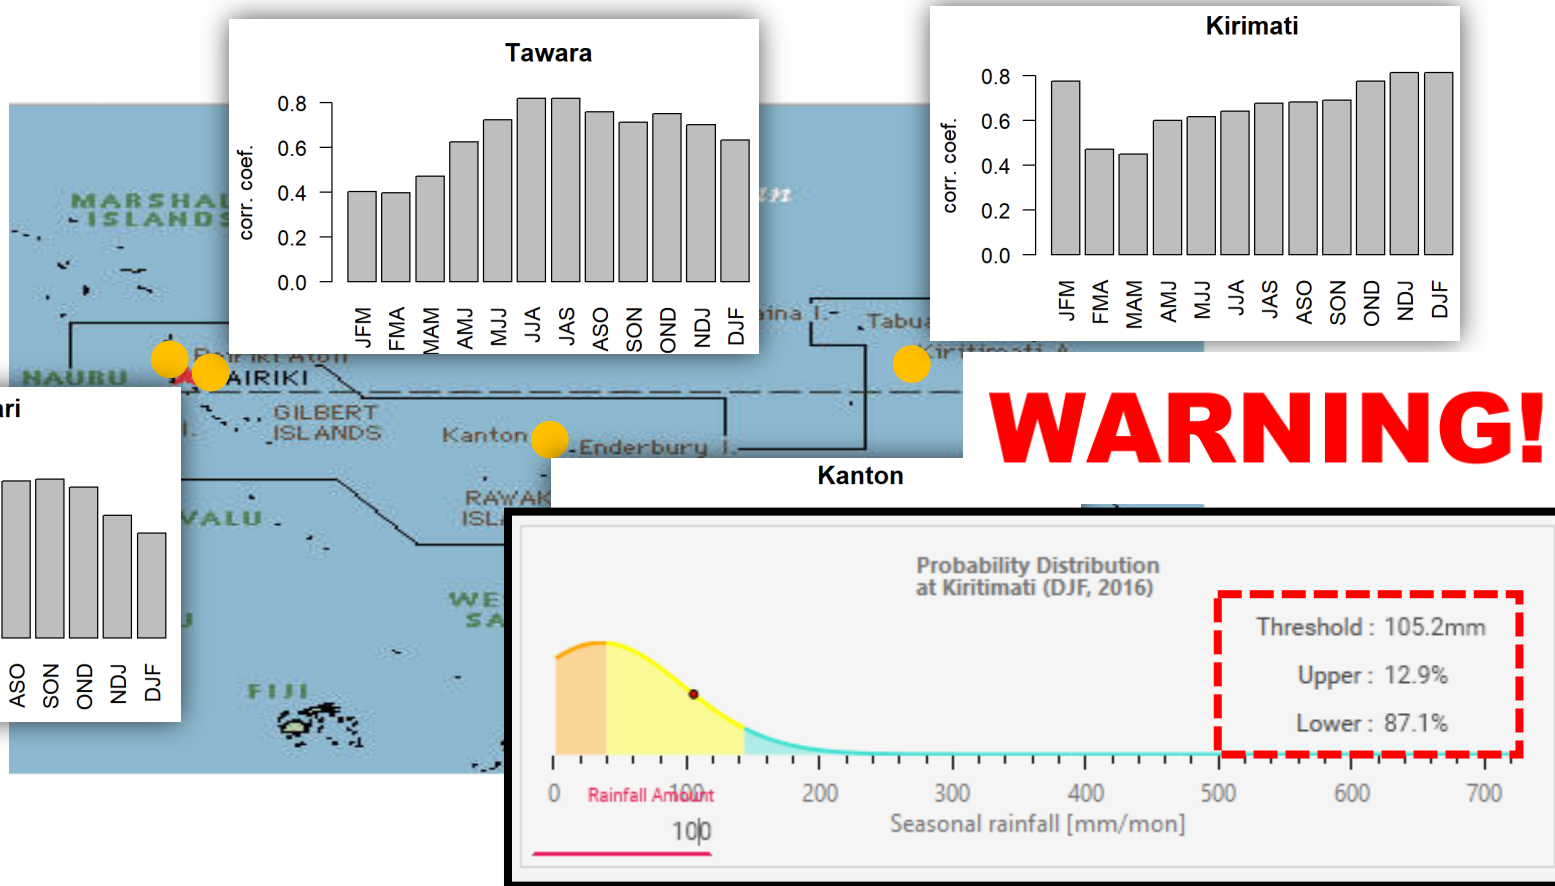 Tawara
corr. coef.
0.8
0.6
0.4
0.2
0.0
JFM
FMA
MAM
AMJ
MJJ
JJA
JAS
ASO
SON
OND
NDJ
DJF
Kirimati
corr. coef.
0.8
0.6
0.4
0.2
0.0
JFM
FMA
MAM
AMJ
MJJ
JJA
JAS
ASO
SON
OND
NDJ
DJF
MARSHAL
ISLANDS
aina I.
Tabua
Kiritimati A
NAURU
AIRIKI
GILBERT
ISLANDS
Kanton
Enderbury I.
RAWAK
ISL
VALU
WE
SA
FIJI
ri
ASO
SON
OND
NDJ
DJF
WARNING!
Kanton
Probability Distribution
at Kiritimati (DJF, 2016)
Threshold : 105.2mm
Upper : 12.9%
Lower : 87.1%
0 100 200 300 400 500 600 700
Rainfall Amount
100
Seasonal rainfall [mm/mon]